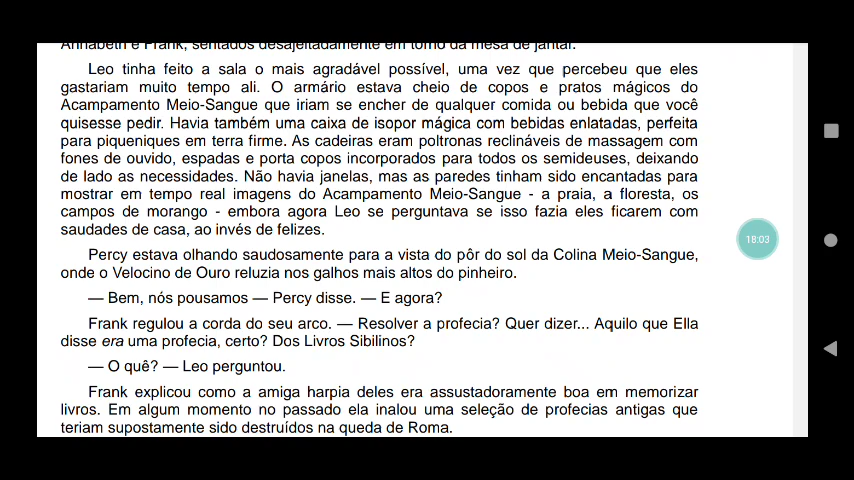 Annabeth e Frank, sentados desajeitadamente em torno da mesa de jantar.
Leo tinha feito a sala o mais agradável possível, uma vez que percebeu que eles
gastariam muito tempo ali. O armário estava cheio de copos e pratos mágicos do
Acampamento Meio-Sangue que iriam se encher de qualquer comida ou bebida que você
quisesse pedir. Havia também uma caixa de isopor mágica com bebidas enlatadas, perfeita
para piqueniques em terra firme. As cadeiras eram poltronas reclináveis de massagem com
fones de ouvido, espadas e porta copos incorporados para todos os semideuses, deixando
de lado as necessidades. Não havia janelas, mas as paredes tinham sido encantadas para
mostrar em tempo real imagens do Acampamento Meio-Sangue - a praia, a floresta, os
campos de morango - embora agora Leo se perguntava se isso fazia eles ficarem com
saudades de casa, ao invés de felizes.
Percy estava olhando saudosamente para a vista do pôr do sol da Colina Meio-Sangue,
onde o Velocino de Ouro reluzia nos galhos mais altos do pinheiro.
— Bem, nós pousamos — Percy disse. — E agora?
Frank regulou a corda do seu arco. — Resolver a profecia? Quer dizer... Aquilo que Ella
disse era uma profecia, certo? Dos Livros Sibilinos?
— O quê? — Leo perguntou.
Frank explicou como a amiga harpia deles era assustadoramente boa em memorizar
livros. Em algum momento no passado ela inalou uma seleção de profecias antigas que
teriam supostamente sido destruídos na queda de Roma.
18:03